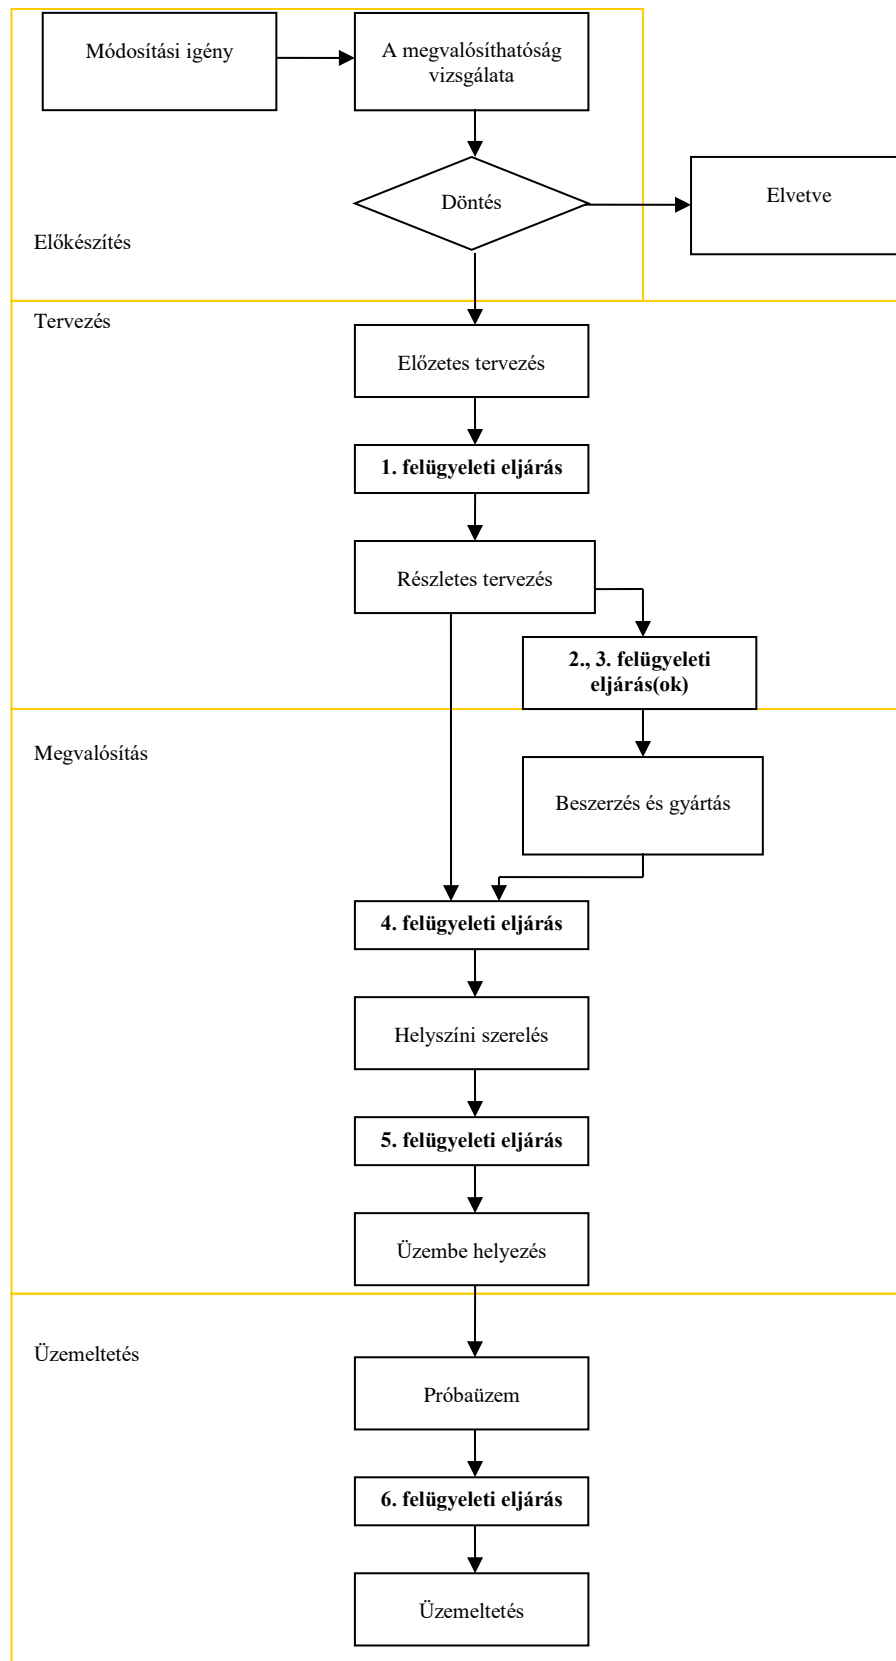 Módosítási igény
A megvalósíthatóság
vizsgálata
Döntés
Elvetve
Előkészítés
Tervezés
Előzetes tervezés
1. felügyeleti eljárás
Részletes tervezés
2., 3. felügyeleti
eljárás(ok)
Megvalósítás
Beszerzés és gyártás
4. felügyeleti eljárás
Helyszíni szerelés
5. felügyeleti eljárás
Üzembe helyezés
Üzemeltetés
Próbaüzem
6. felügyeleti eljárás
Üzemeltetés